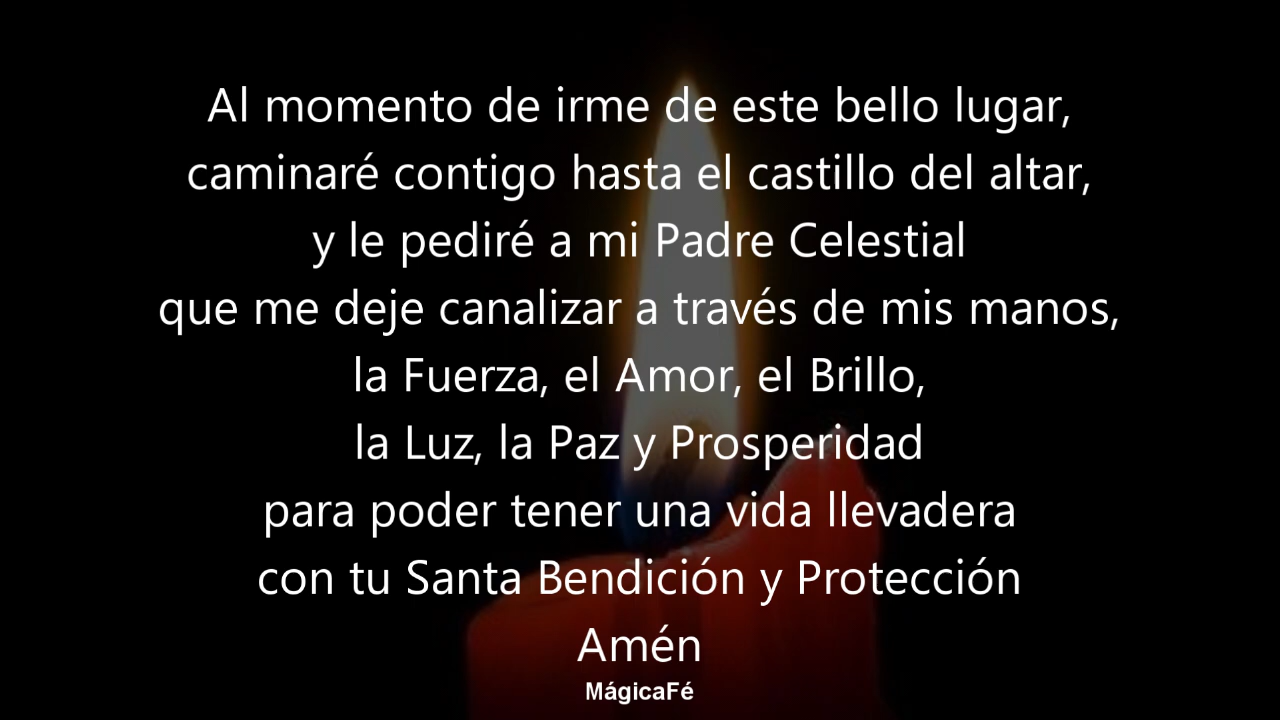 Al momento de irme de este bello lugar,
caminaré contigo hasta el castillo del altar,
y le pediré a mi Padre Celestial
que me deje canalizar a través de mis manos,
la Fuerza, el Amor, el Brillo,
la Luz, la Paz y Prosperidad
para poder tener una vida llevadera
con tu Santa Bendición y Protección
Amén
MágicaFé